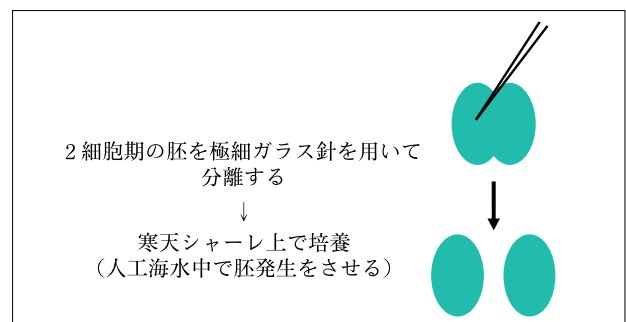 ２細胞期の胚を極細ガラス針を用いて
分離する
↓
寒天シャーレ上で培養
（人工海水中で胚発生をさせる）